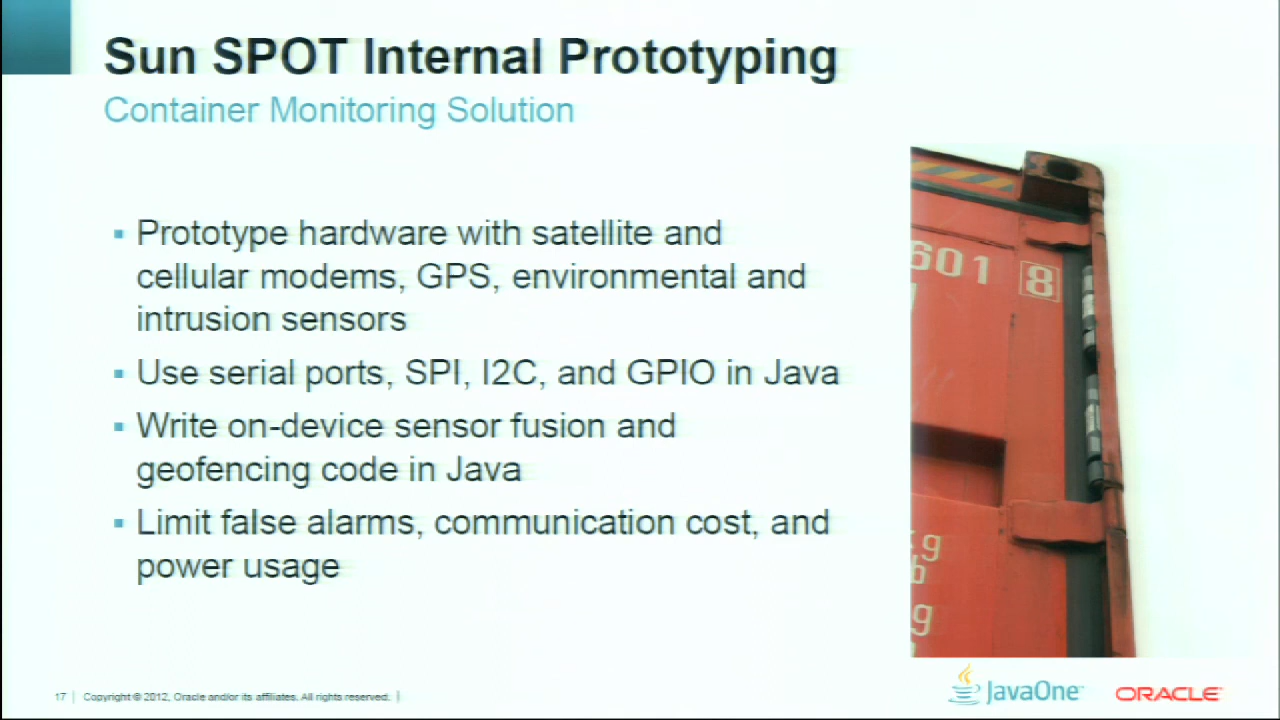 Sun SPOT Internal Prototyping
Container Monitoring Solution
▪ Prototype hardware with satellite and
cellular modems, GPS, environmental and
intrusion sensors
▪ Use serial ports, SPI, I2C, and GPIO in Java
▪ Write on-device sensor fusion and
geofencing code in Java
▪ Limit false alarms, communication cost, and
power usage
601 8
g
b
g
17 | Copyright © 2012, Oracle and/or its affiliates. All rights reserved. |
JavaOne™
ORACLE®